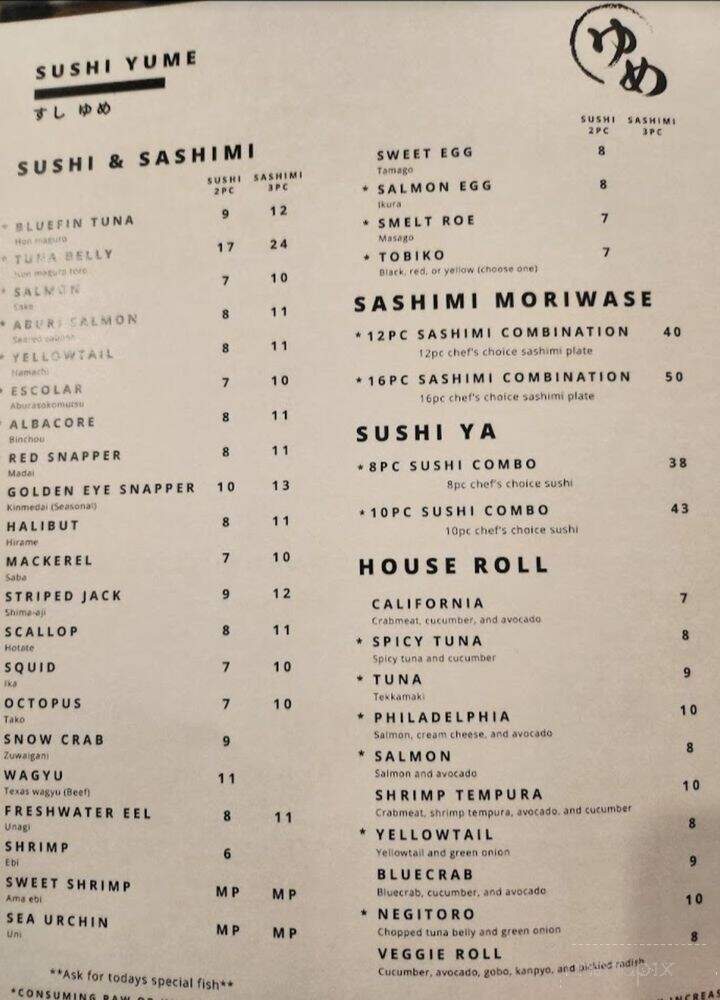 SUSHI YUME
すし ゆめ
ゆめ
SUSHI & SASHIMI
SUSHI 2PC SASHIMI 3PC
* BLUEFIN TUNA 9 12
Hon maguro
* TUNA BELLY 17 24
Hon maguro toro
* SALMON 7 10
Sake
* ABURI SALMON 8 11
Seared salmon
* YELLOWTAIL 8 11
Hamachi
* ESCOLAR 7 10
Aburasokomutsu
* ALBACORE 8 11
Binchou
RED SNAPPER 8 11
Madai
GOLDEN EYE SNAPPER 10 13
Kinmedai (Seasonal)
HALIBUT 8 11
Hirame
MACKEREL 7 10
Saba
STRIPED JACK 9 12
Shima-aji
SCALLOP 8 11
Hotate
SQUID 7 10
Ika
OCTOPUS 7 10
Tako
SNOW CRAB 9
Zuwaigani
WAGYU 11
Texas wagyu (Beef)
FRESHWATER EEL 8 11
Unagi
SHRIMP 6
Ebi
SWEET SHRIMP MP MP
Ama ebi
SEA URCHIN MP MP
Uni
**Ask for todays special fish**
*CONSUMING RAW
SUSHI 2PC SASHIMI 3PC
SWEET EGG 8
Tamago
* SALMON EGG 8
Ikura
* SMELT ROE 7
Masago
* TOBIKO 7
Black, red, or yellow (choose one)
SASHIMI MORIWASE
*12PC SASHIMI COMBINATION 40
12pc chef's choice sashimi plate
*16PC SASHIMI COMBINATION 50
16pc chef's choice sashimi plate
SUSHI YA
*8PC SUSHI COMBO 38
8pc chef's choice sushi
*10PC SUSHI COMBO 43
10pc chef's choice sushi
HOUSE ROLL
CALIFORNIA 7
Crabmeat, cucumber, and avocado
* SPICY TUNA 8
Spicy tuna and cucumber
* TUNA 9
Tekkamaki
* PHILADELPHIA 10
Salmon, cream cheese, and avocado
* SALMON 8
Salmon and avocado
SHRIMP TEMPURA 10
Crabmeat, shrimp tempura, avocado, and cucumber
* YELLOWTAIL 8
Yellowtail and green onion
BLUECRAB 9
Bluecrab, cucumber, and avocado
* NEGITORO 10
Chopped tuna belly and green onion
VEGGIE ROLL 8
Cucumber, avocado, gobo, kanpyo, and pickled radish